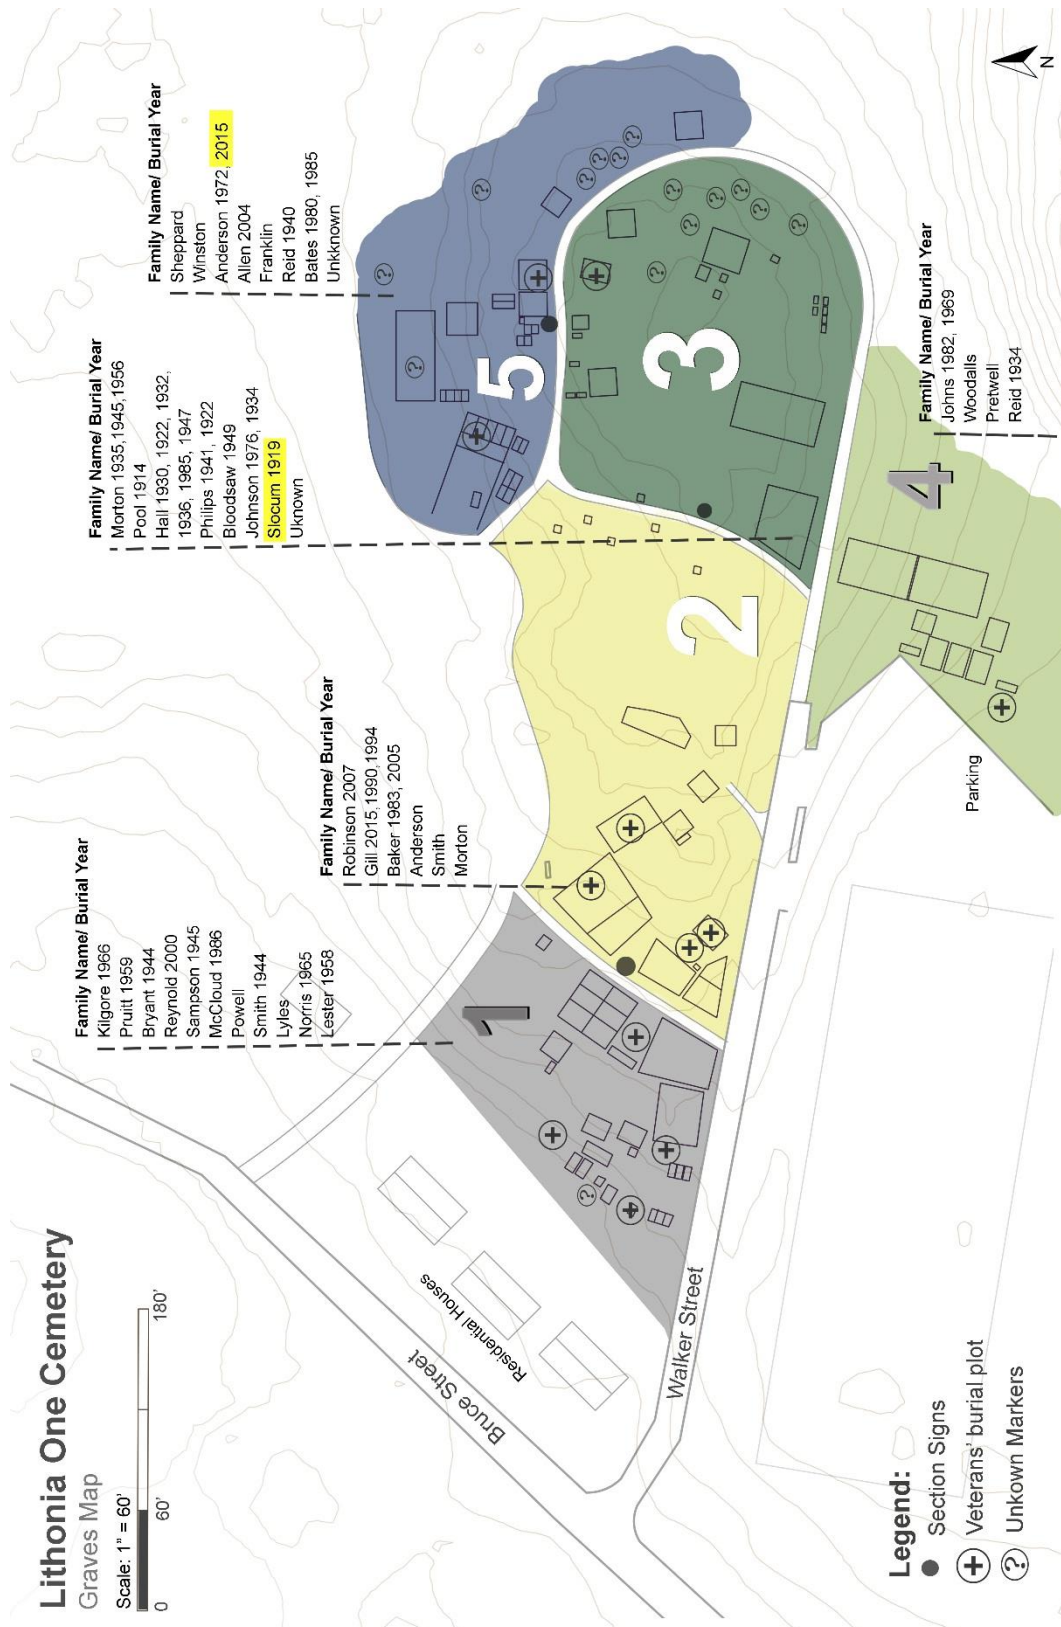 Lithonia One Cemetery
Graves Map
Scale: 1" = 60'
0
60'
180'
Family Name/ Burial Year
Kilgore 1966
Pruitt 1959
Bryant 1944
Reynold 2000
Sampson 1945
McCloud 1986
Powell
Smith 1944
Lyles
Norris 1965
Lester 1958
Family Name/ Burial Year
Robinson 2007
Gill 2015,1990,1994
Baker 1983, 2005
Anderson
Smith
Morton
Family Name/ Burial Year
Morton 1935,1945,1956
Pool 1914
Hall 1930, 1922, 1932,
1936, 1985, 1947
Philips 1941, 1922
Bloodsaw 1949
Johnson 1976, 1934
Slocum 1919
Uknown
Family Name/ Burial Year
Sheppard
Winston
Anderson 1972, 2015
Allen 2004
Franklin
Reid 1940
Bates 1980, 1985
Unkknown
Bruce Street
Residential Houses
Walker Street
1
2
3
4
5
Parking
Family Name/ Burial Year
Johns 1982, 1969
Woodalls
Pretwell
Reid 1934
N
Legend:
Section Signs
Veterans' burial plot
? Unkown Markers